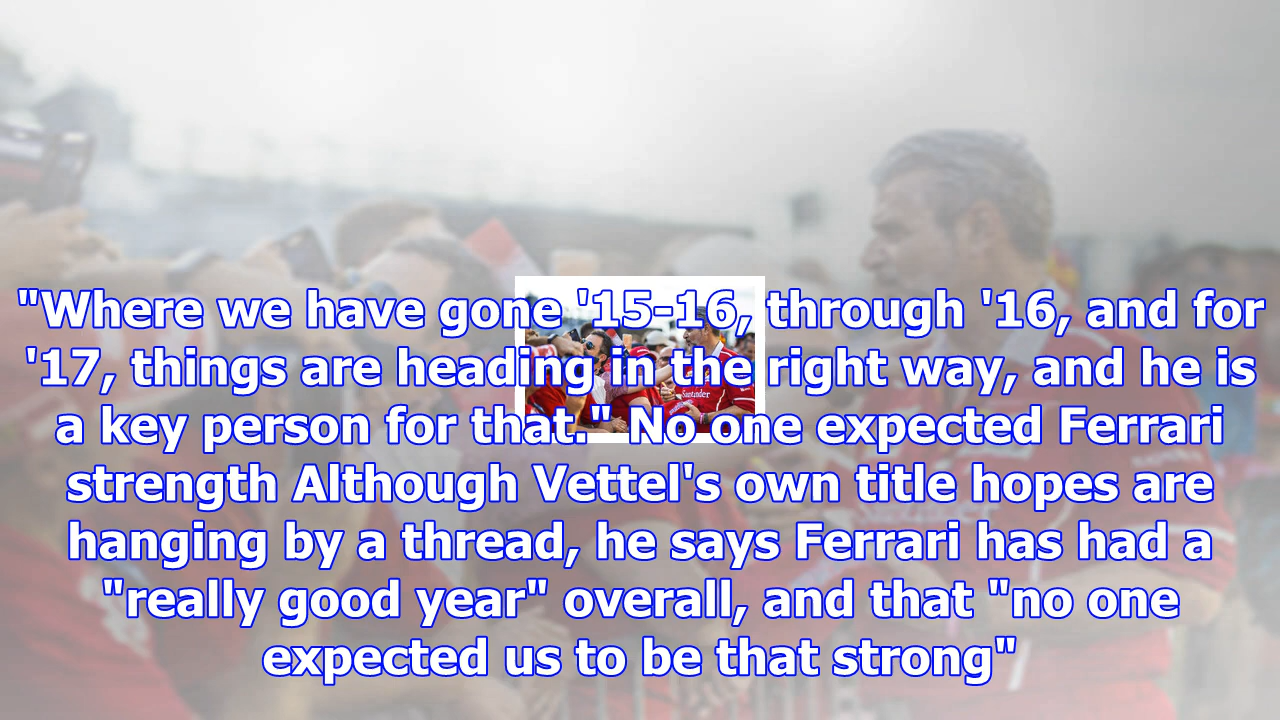 "Where we have gone '15-16, through '16, and for
'17, things are heading in the right way, and he is
a key person for that." No one expected Ferrari
strength Although Vettel's own title hopes are
hanging by a thread, he says Ferrari has had a
"really good year" overall, and that "no one
expected us to be that strong"
Santander